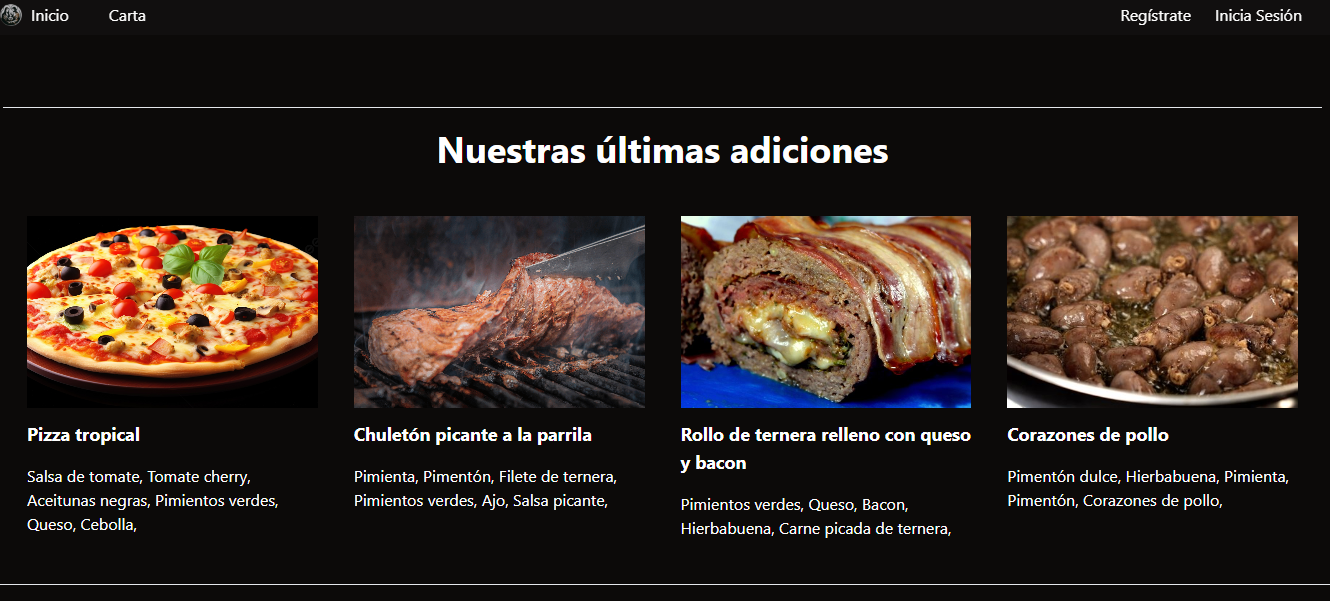 Inicio Carta Regístrate Inicia Sesión
Nuestras últimas adiciones
Pizza tropical
Salsa de tomate, Tomate cherry,
Aceitunas negras, Pimientos verdes,
Queso, Cebolla,
Chuletón picante a la parrila
Pimienta, Pimentón, Filete de ternera,
Pimientos verdes, Ajo, Salsa picante,
Rollo de ternera relleno con queso
y bacon
Pimientos verdes, Queso, Bacon,
Hierbabuena, Carne picada de ternera,
Corazones de pollo
Pimentón dulce, Hierbabuena, Pimienta,
Pimentón, Corazones de pollo,